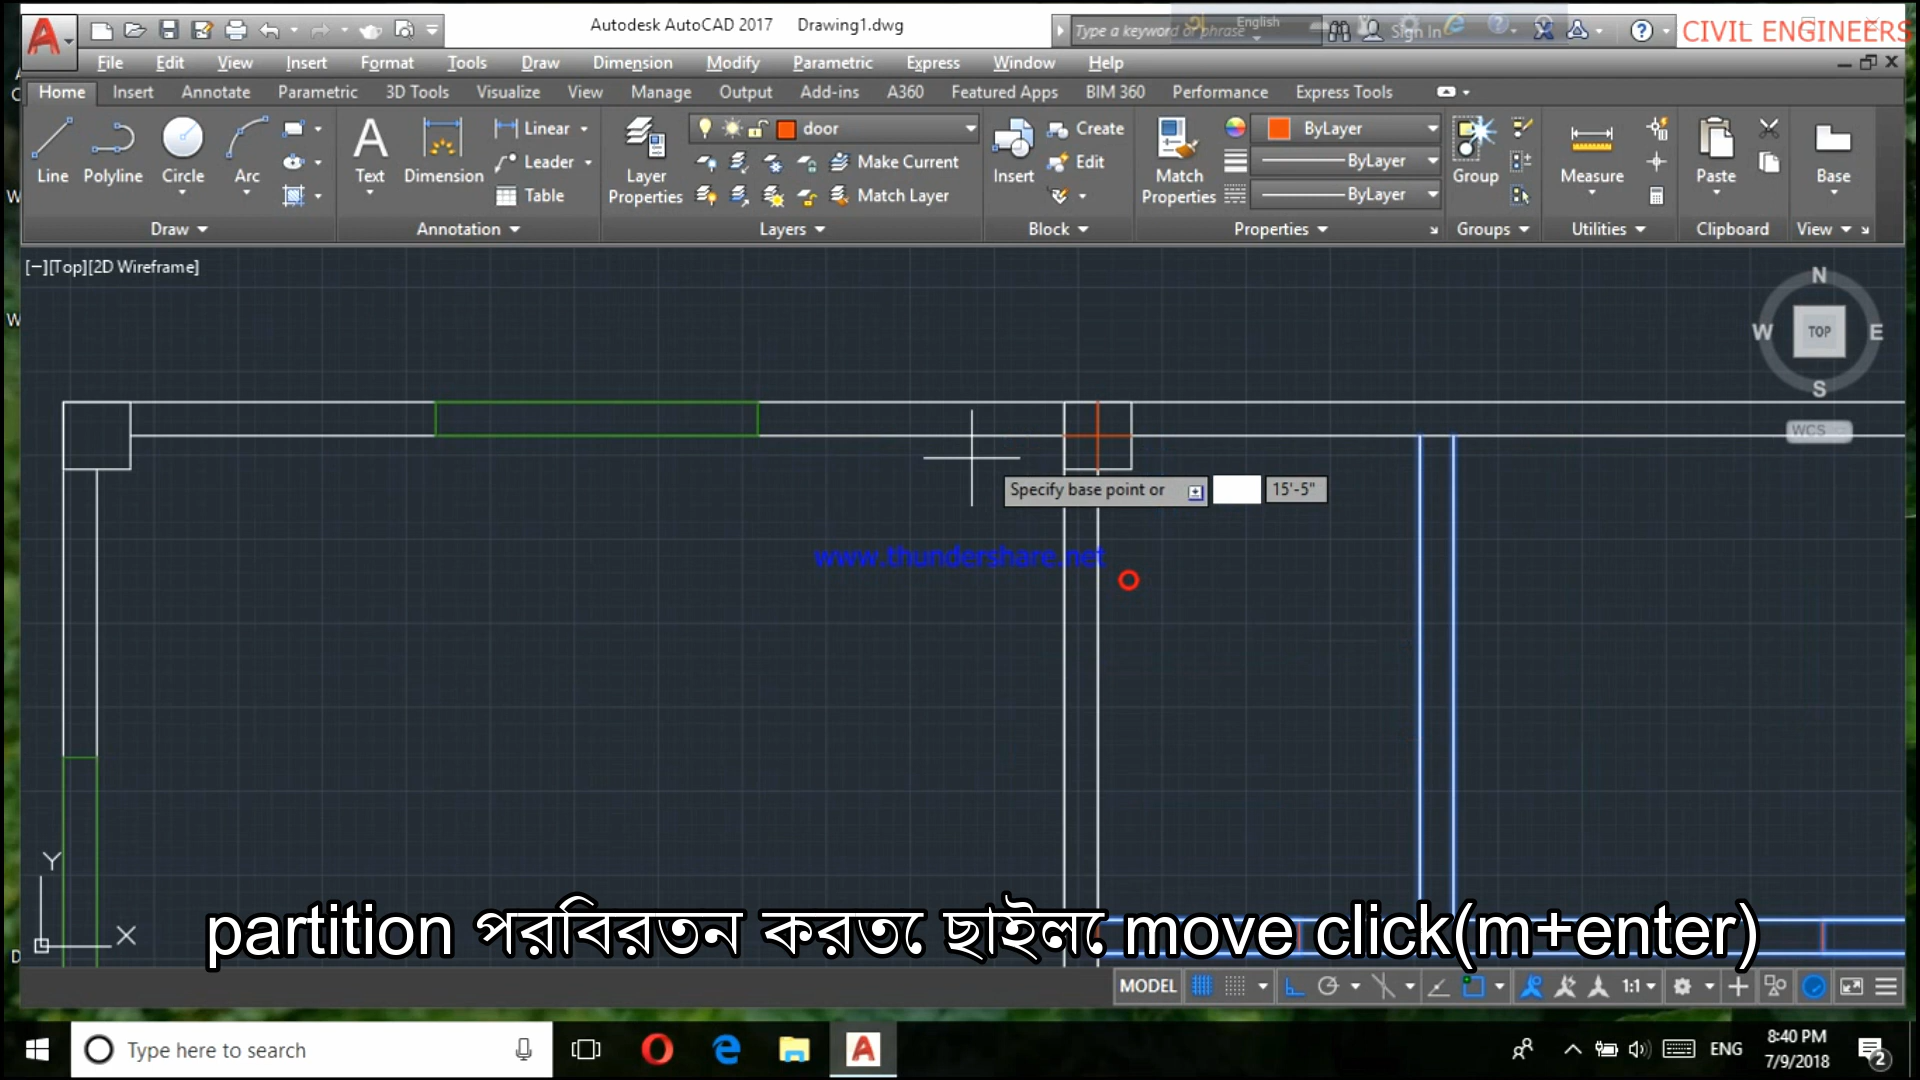 Autodesk AutoCAD 2017 Drawing1.dwg
Type a keyword or phrase
English
Sign In
CIVIL ENGINEERS
File Edit View Insert Format Tools Draw Dimension Modify Parametric Express Window Help
Home Insert Annotate Parametric 3D Tools Visualize View Manage Output Add-ins A360 Featured Apps BIM 360 Performance Express Tools
Line Polyline Circle Arc
Text Dimension
Linear
Leader
Table
Layer Properties
door
Make Current
Match Layer
Insert
Create
Edit
Match Properties
ByLayer
ByLayer
ByLayer
Group
Measure
Paste
Base
Draw Annotation Layers Block Properties Groups Utilities Clipboard View
[−][Top][2D Wireframe]
N
W TOP E
S
WCS
Specify base point or 15'-5"
www.thundershare.net
Y
X
partition পরবিরতন করত েছাইল েmove click(m+enter)
MODEL 1:1
Type here to search
ENG
8:40 PM
7/9/2018
2